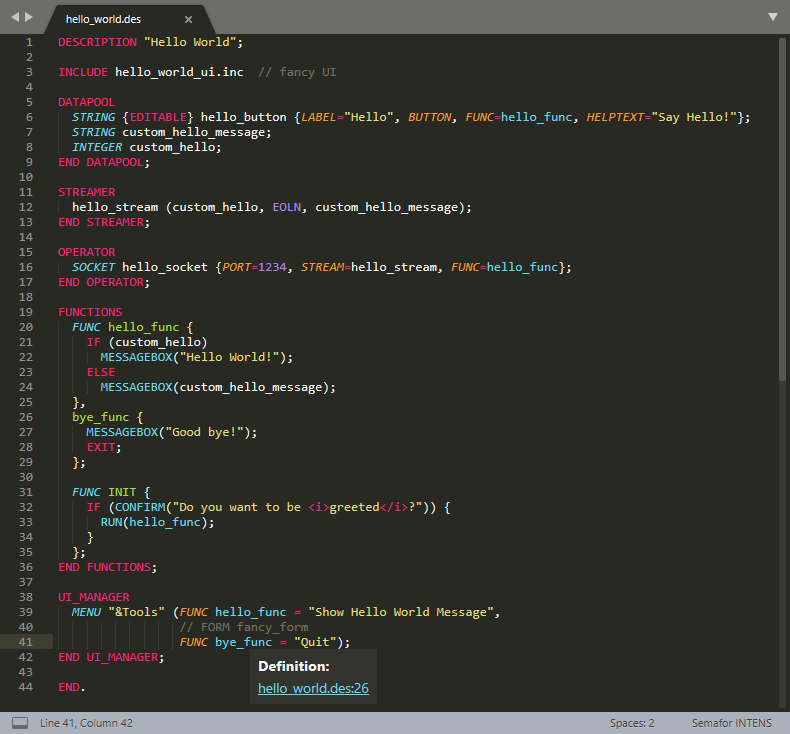 hello_world.des ×
1 DESCRIPTION "Hello World";
2
3 INCLUDE hello_world_ui.inc  // fancy UI
4
5 DATAPOOL
6   STRING {EDITABLE} hello_button {LABEL="Hello", BUTTON, FUNC=hello_func, HELPTEXT="Say Hello!"};
7   STRING custom_hello_message;
8   INTEGER custom_hello;
9 END DATAPOOL;
10
11 STREAMER
12   hello_stream (custom_hello, EOLN, custom_hello_message);
13 END STREAMER;
14
15 OPERATOR
16   SOCKET hello_socket {PORT=1234, STREAM=hello_stream, FUNC=hello_func};
17 END OPERATOR;
18
19 FUNCTIONS
20   FUNC hello_func {
21     IF (custom_hello)
22       MESSAGEBOX("Hello World!");
23     ELSE
24       MESSAGEBOX(custom_hello_message);
25   },
26   bye_func {
27     MESSAGEBOX("Good bye!");
28     EXIT;
29   };
30
31   FUNC INIT {
32     IF (CONFIRM("Do you want to be <i>greeted</i>?")) {
33       RUN(hello_func);
34     }
35   };
36 END FUNCTIONS;
37
38 UI_MANAGER
39   MENU "&Tools" (FUNC hello_func = "Show Hello World Message",
40                  // FORM fancy_form
41                  FUNC bye_func = "Quit");
42 END UI_MANAGER;
43
44 END.
Definition:
hello_world.des:26
Line 41, Column 42 Spaces: 2 Semafor INTENS